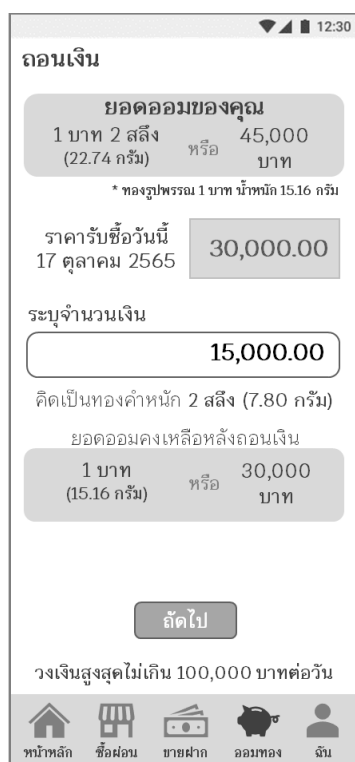 12:30
ถอนเงิน
ยอดออมของคุณ
1 บาท 2 สลึง หรือ 45,000
(22.74 กรัม) บาท
* ทองรูปพรรณ 1 บาท น้ำหนัก 15.16 กรัม
ราคารับซื้อวันนี้
17 ตุลาคม 2565 30,000.00
ระบุจำนวนเงิน
15,000.00
คิดเป็นทองคำหนัก 2 สลึง (7.80 กรัม)
ยอดออมคงเหลือหลังถอนเงิน
1 บาท หรือ 30,000
(15.16 กรัม) บาท
ถัดไป
วงเงินสูงสุดไม่เกิน 100,000 บาทต่อวัน
หน้าหลัก ซื้อผ่อน ขายฝาก ออมทอง ฉัน